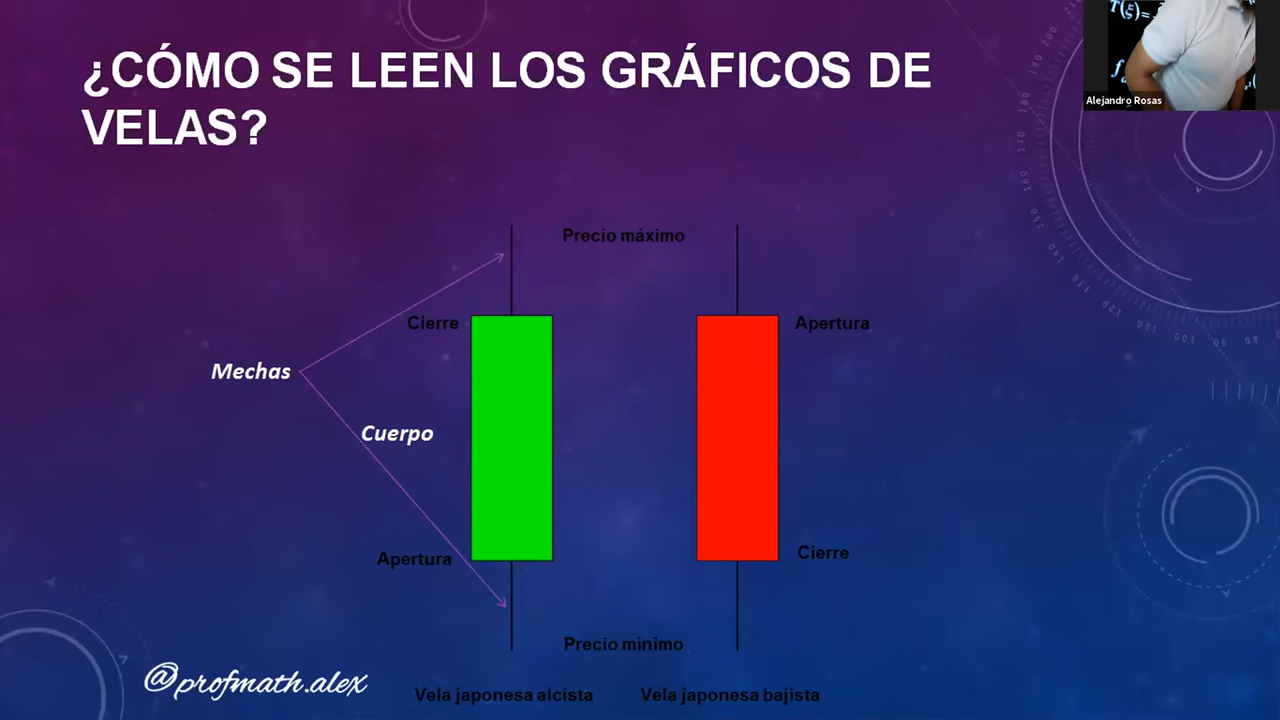 ¿CÓMO SE LEEN LOS GRÁFICOS DE
VELAS?
Alejandro Rosas
Precio máximo
Cierre
Apertura
Mechas
Cuerpo
Apertura
Cierre
Precio mínimo
@profmath.alex
Vela japonesa alcista
Vela japonesa bajista